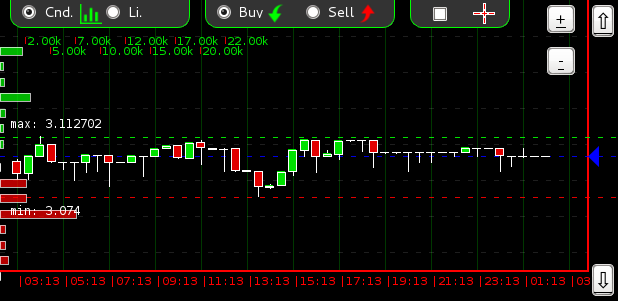 Cnd. Li. Buy Sell
+
2.00k 7.00k 12.00k 17.00k 22.00k
5.00k 10.00k 15.00k 20.00k
-
max: 3.112702
min: 3.074
|03:13 |05:13 |07:13 |09:13 |11:13 |13:13 |15:13 |17:13 |19:13 |21:13 |23:13 |01:13 |03